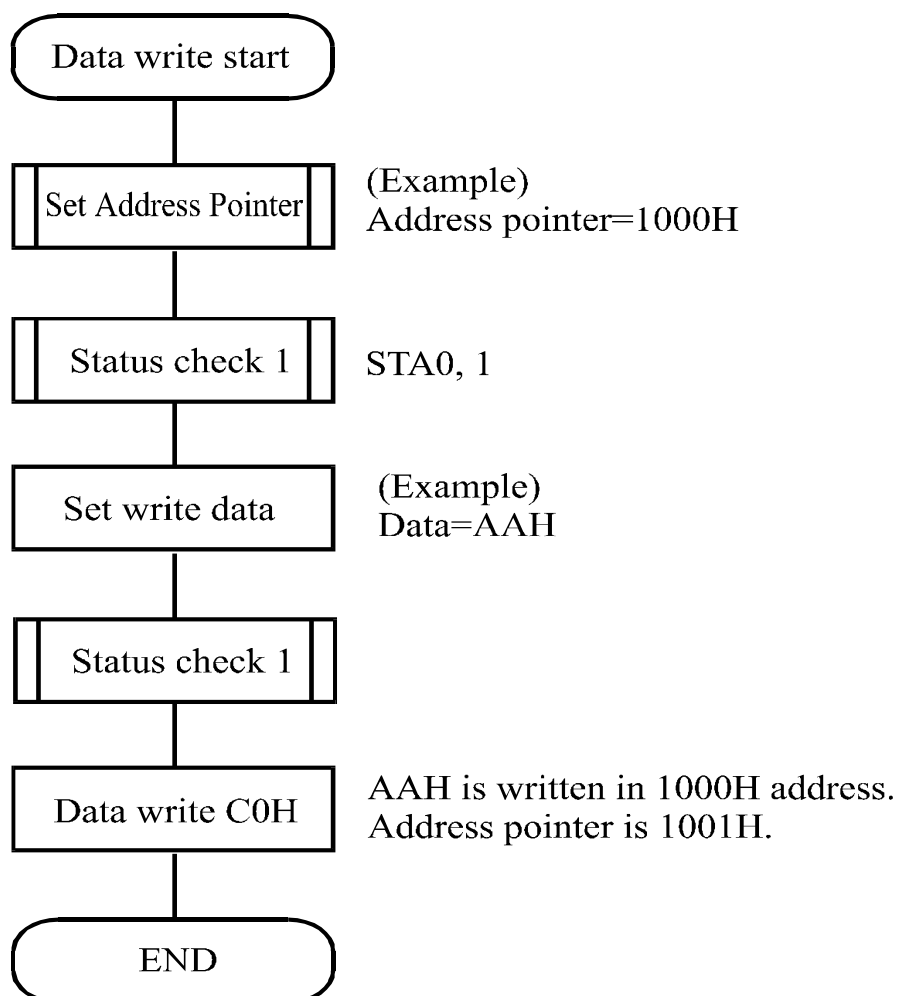 Data write start
Set Address Pointer
(Example)
Address pointer=1000H
Status check 1
STA0, 1
Set write data
(Example)
Data=AAH
Status check 1
Data write C0H
AAH is written in 1000H address.
Address pointer is 1001H.
END